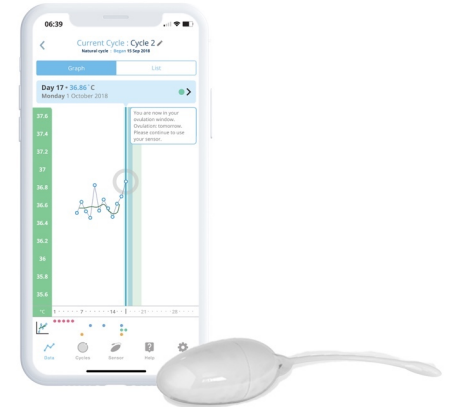 06:39
Current Cycle : Cycle 2
Natural cycle - Began 15 Sep 2018
Graph
List
Day 17 • 36.86°C
Monday 1 October 2018
You are now in your
ovulation window.
Ovulation: tomorrow.
Please continue to use
your sensor.
37.6
37.4
37.2
37
36.8
36.6
36.4
36.2
36
35.8
35.6
°C 1 7 14 21 28
Data
Cycles
Sensor
Help
Settings